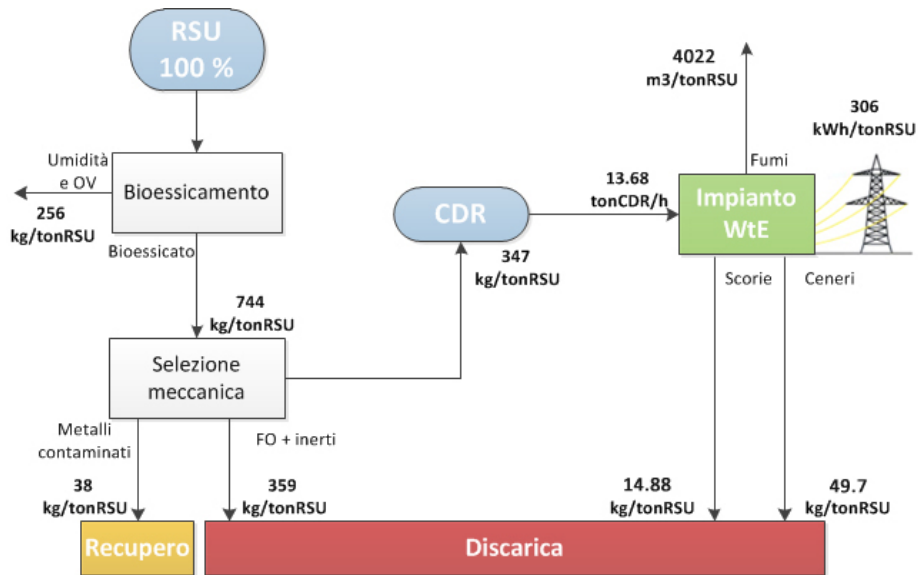 RSU
100 %
4022
m3/tonRSU
306
kWh/tonRSU
Umidità
e OV
Bioessicamento
Fumi
13.68
tonCDR/h
CDR
Impianto
WtE
256
kg/tonRSU
Bioessicato
347
kg/tonRSU
Scorie
Ceneri
744
kg/tonRSU
Selezione
meccanica
Metalli
contaminati
FO + inerti
38
kg/tonRSU
359
kg/tonRSU
14.88
kg/tonRSU
49.7
kg/tonRSU
Recupero
Discarica